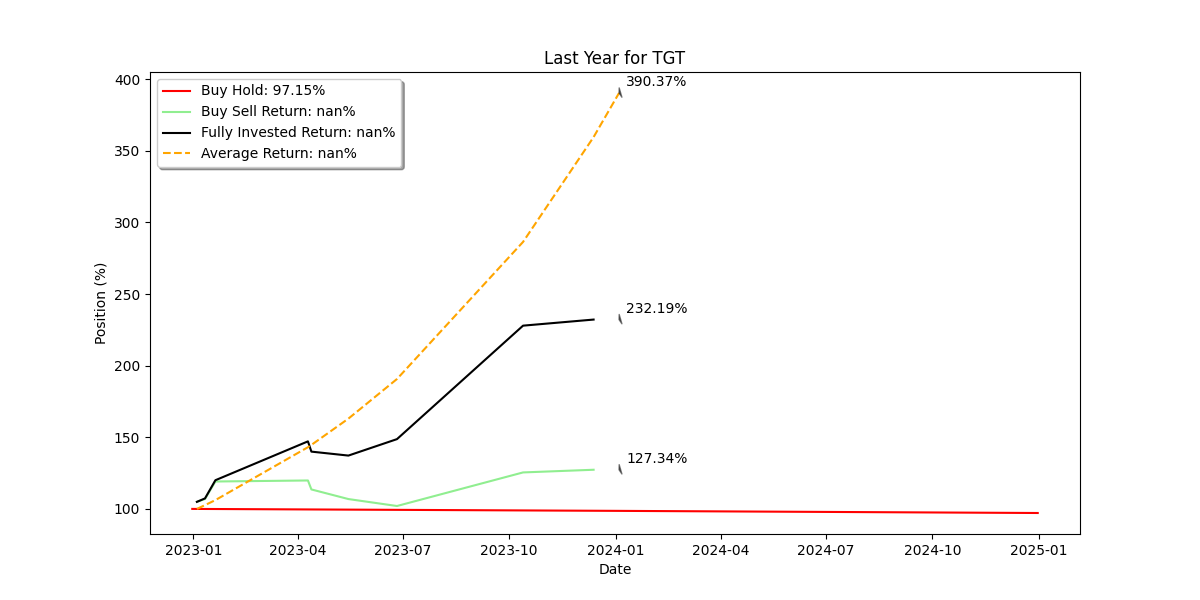 Last Year for TGT
Buy Hold: 97.15%
Buy Sell Return: nan%
Fully Invested Return: nan%
Average Return: nan%
390.37%
232.19%
127.34%
Position (%)
400
350
300
250
200
150
100
2023-01 2023-04 2023-07 2023-10 2024-01 2024-04 2024-07 2024-10 2025-01
Date